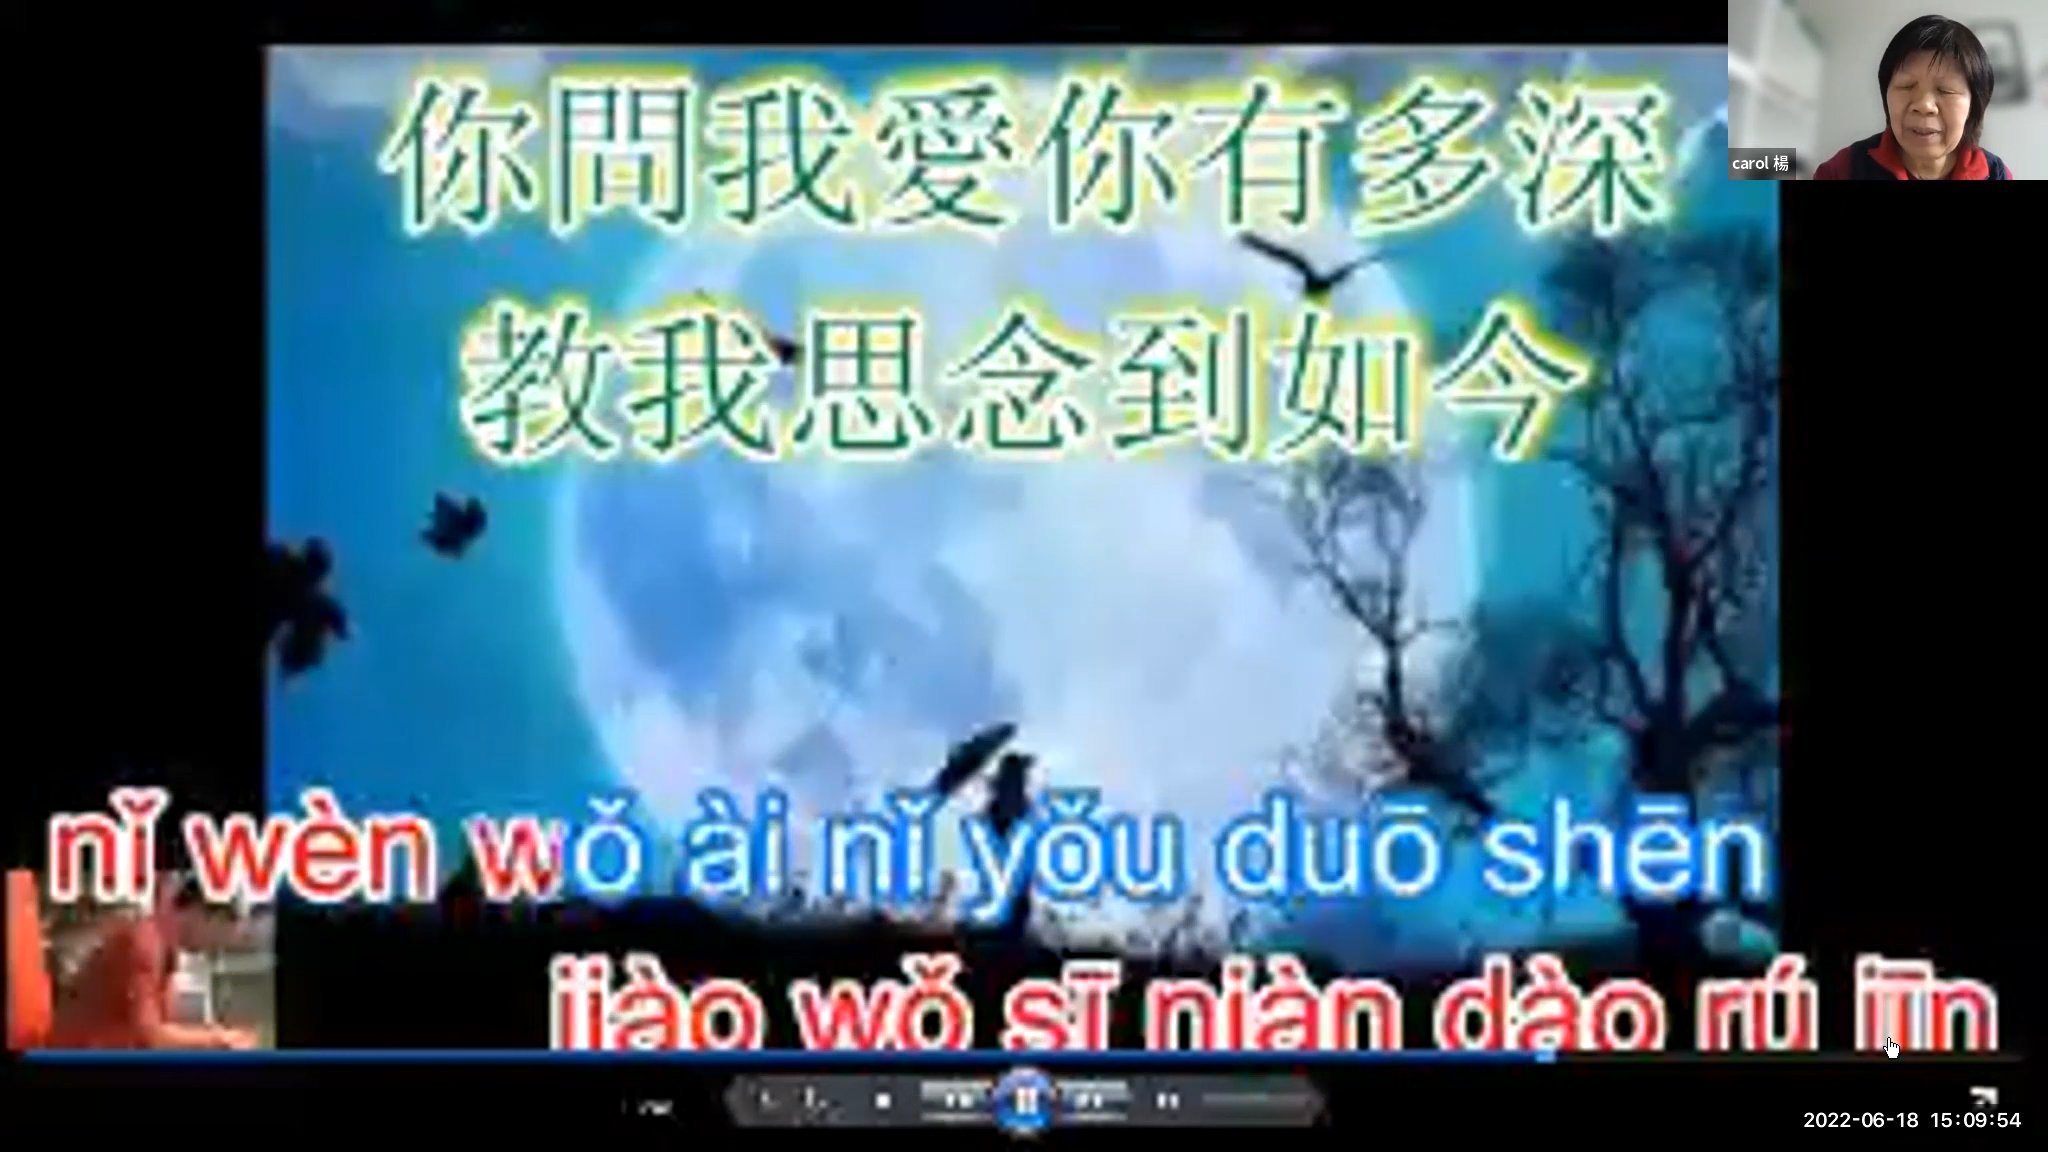 你問我愛你有多深
carol 楊
教我思念到如今
nǐ wèn wǒ ài nǐ yǒu duō shēn
jiào wǒ sī niàn dào rú jīn
2022-06-18 15:09:54